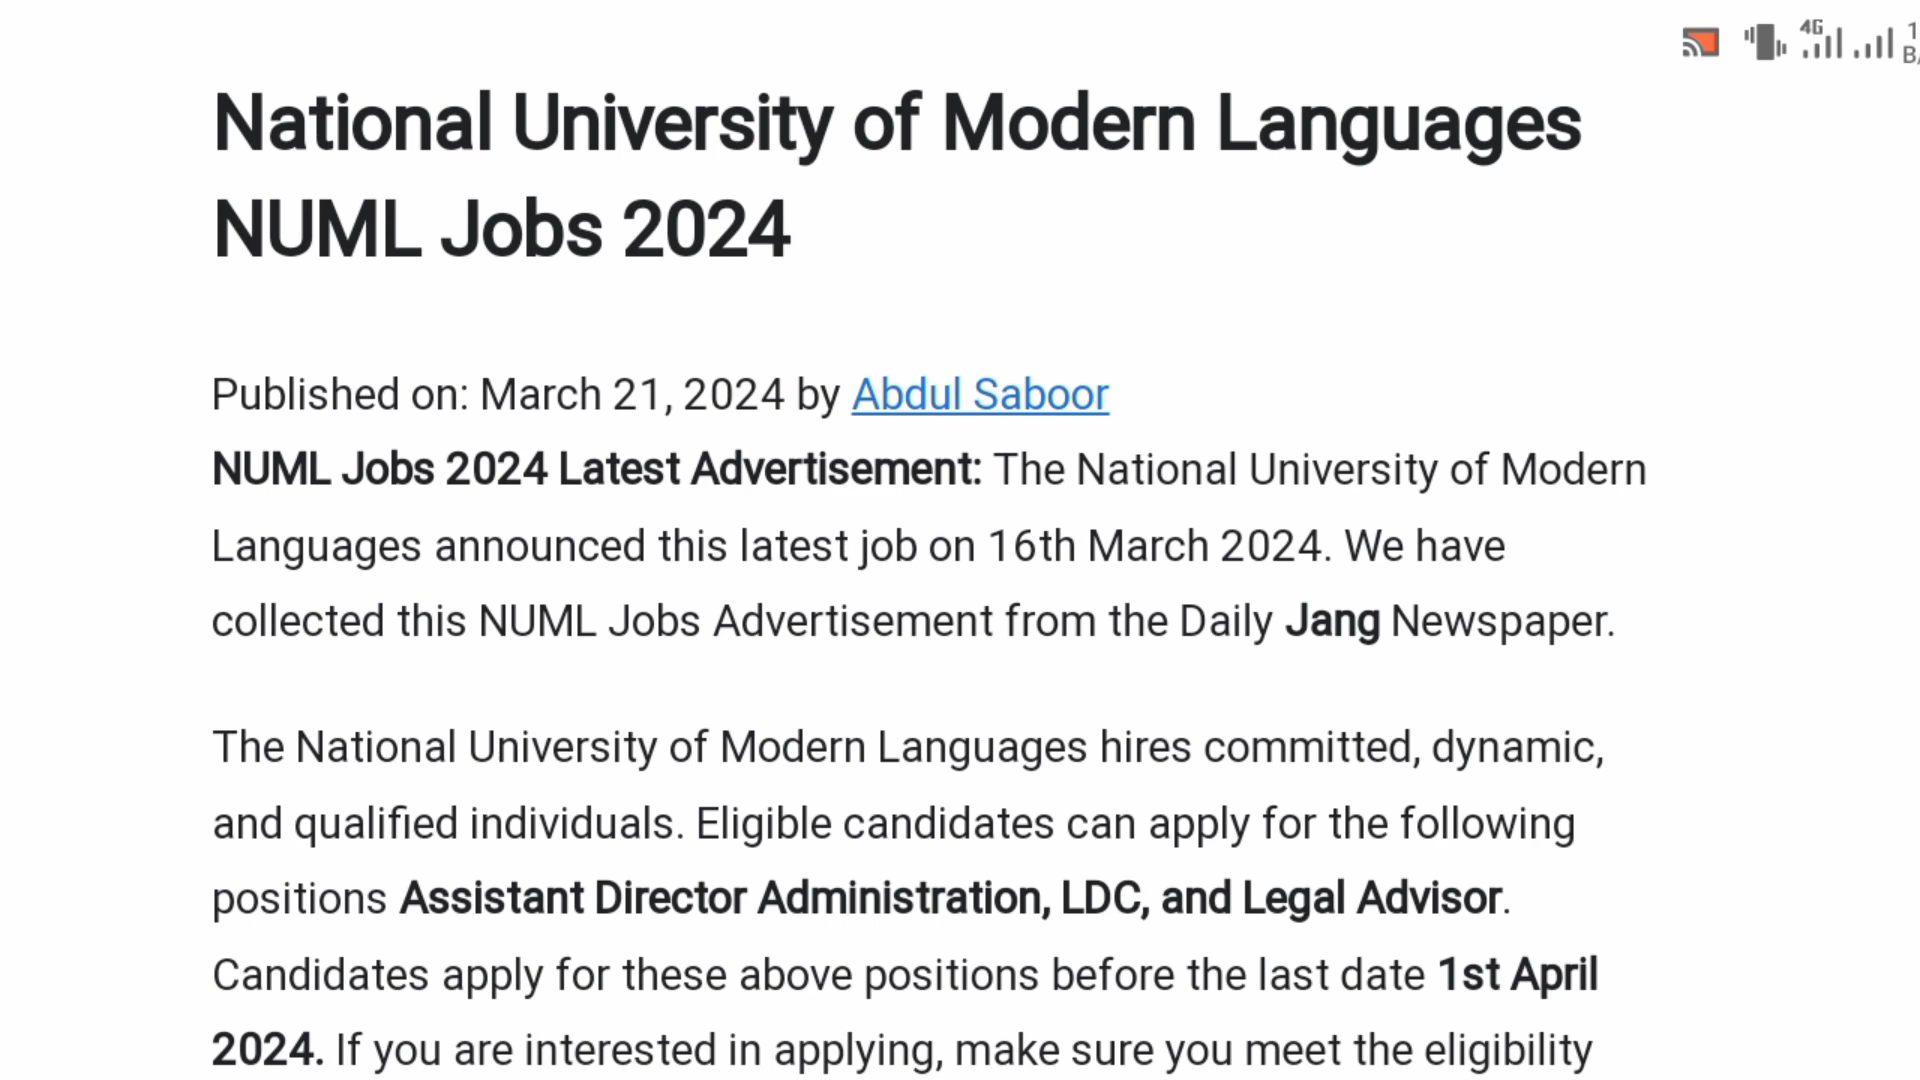 4G
National University of Modern Languages
NUML Jobs 2024
Published on: March 21, 2024 by Abdul Saboor
NUML Jobs 2024 Latest Advertisement: The National University of Modern
Languages announced this latest job on 16th March 2024. We have
collected this NUML Jobs Advertisement from the Daily Jang Newspaper.
The National University of Modern Languages hires committed, dynamic,
and qualified individuals. Eligible candidates can apply for the following
positions Assistant Director Administration, LDC, and Legal Advisor.
Candidates apply for these above positions before the last date 1st April
2024. If you are interested in applying, make sure you meet the eligibility